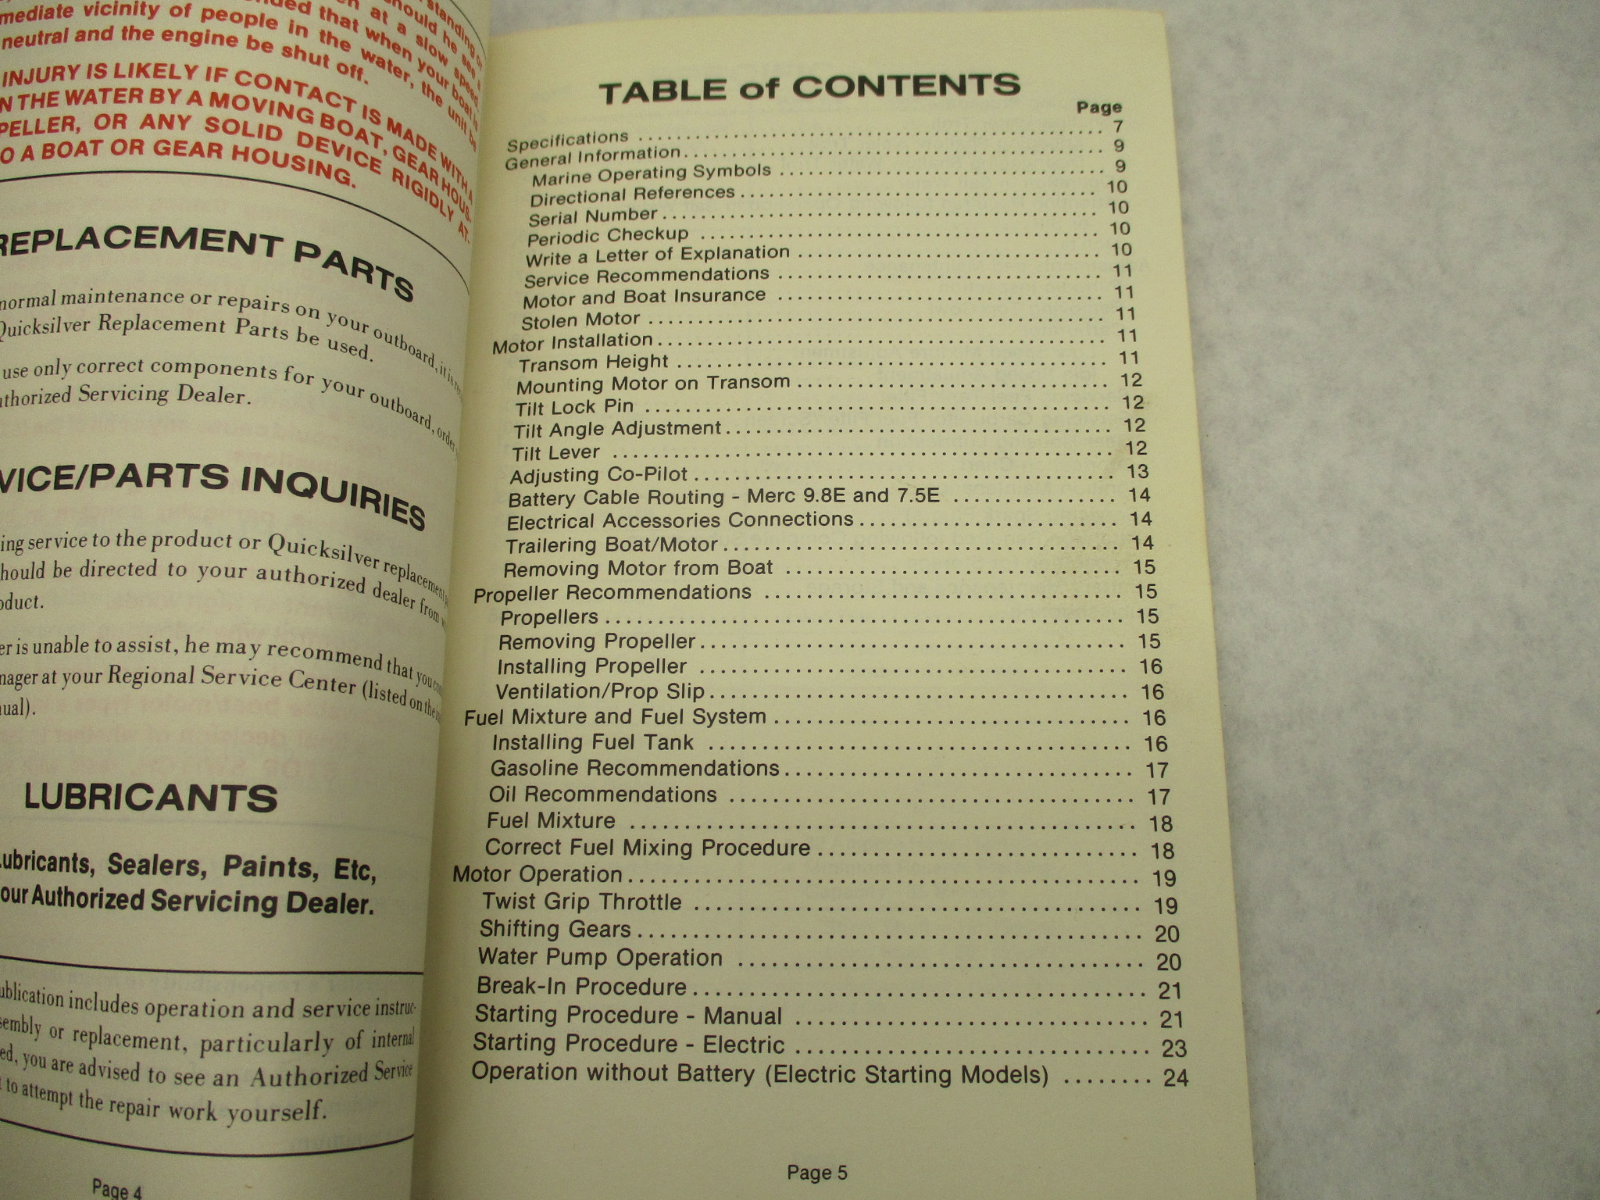 standing or
should he see a
at a slow speed.
nded that when your boat is
mediate vicinity of people in the water, the unit be
neutral and the engine be shut off.
INJURY IS LIKELY IF CONTACT IS MADE WITH A
N THE WATER BY A MOVING BOAT, GEAR HOUS-
PELLER, OR ANY SOLID DEVICE RIGIDLY AT-
O A BOAT OR GEAR HOUSING.
REPLACEMENT PARTS
normal maintenance or repairs on your outboard, it is
Quicksilver Replacement Parts be used.
use only correct components for your outboard, order
thorized Servicing Dealer.
VICE/PARTS INQUIRIES
ing service to the product or Quicksilver replacement
hould be directed to your authorized dealer from
oduct.
er is unable to assist, he may recommend that you
nager at your Regional Service Center (listed on the
ual).
LUBRICANTS
ubricants, Sealers, Paints, Etc,
our Authorized Servicing Dealer.
ublication includes operation and service instruc-
sembly or replacement, particularly of internal
ed, you are advised to see an Authorized Service
to attempt the repair work yourself.
Page 4
TABLE of CONTENTS
Page
Specifications ........ 7
General Information ........ 9
Marine Operating Symbols ........ 9
Directional References ........ 10
Serial Number ........ 10
Periodic Checkup ........ 10
Write a Letter of Explanation ........ 10
Service Recommendations ........ 11
Motor and Boat Insurance ........ 11
Stolen Motor ........ 11
Motor Installation ........ 11
Transom Height ........ 11
Mounting Motor on Transom ........ 12
Tilt Lock Pin ........ 12
Tilt Angle Adjustment ........ 12
Tilt Lever ........ 12
Adjusting Co-Pilot ........ 13
Battery Cable Routing - Merc 9.8E and 7.5E ........ 14
Electrical Accessories Connections ........ 14
Trailering Boat/Motor ........ 14
Removing Motor from Boat ........ 15
Propeller Recommendations ........ 15
Propellers ........ 15
Removing Propeller ........ 15
Installing Propeller ........ 16
Ventilation/Prop Slip ........ 16
Fuel Mixture and Fuel System ........ 16
Installing Fuel Tank ........ 16
Gasoline Recommendations ........ 17
Oil Recommendations ........ 17
Fuel Mixture ........ 18
Correct Fuel Mixing Procedure ........ 18
Motor Operation ........ 19
Twist Grip Throttle ........ 19
Shifting Gears ........ 20
Water Pump Operation ........ 20
Break-In Procedure ........ 21
Starting Procedure - Manual ........ 21
Starting Procedure - Electric ........ 23
Operation without Battery (Electric Starting Models) ........ 24
Page 5